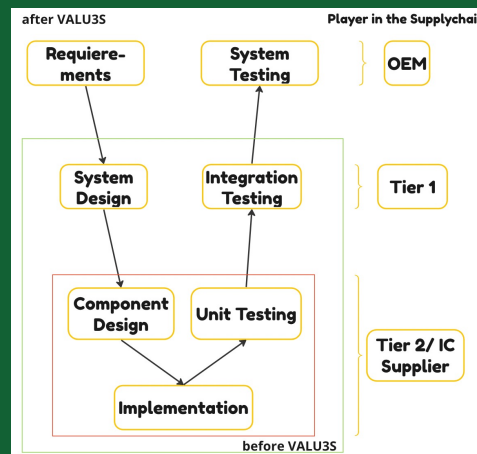 after VALU3S
Player in the Supplychai
Requiere-
ments
System
Testing
OEM
System
Design
Integration
Testing
Tier 1
Component
Design
Unit Testing
Tier 2/ IC
Supplier
Implementation
before VALU3S